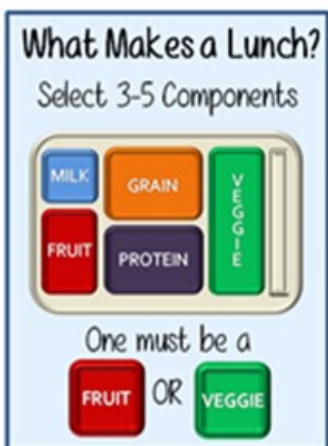 What Makes a Lunch?
Select 3-5 Components
MILK
GRAIN
VEGGIE
FRUIT
PROTEIN
One must be a
FRUIT OR VEGGIE